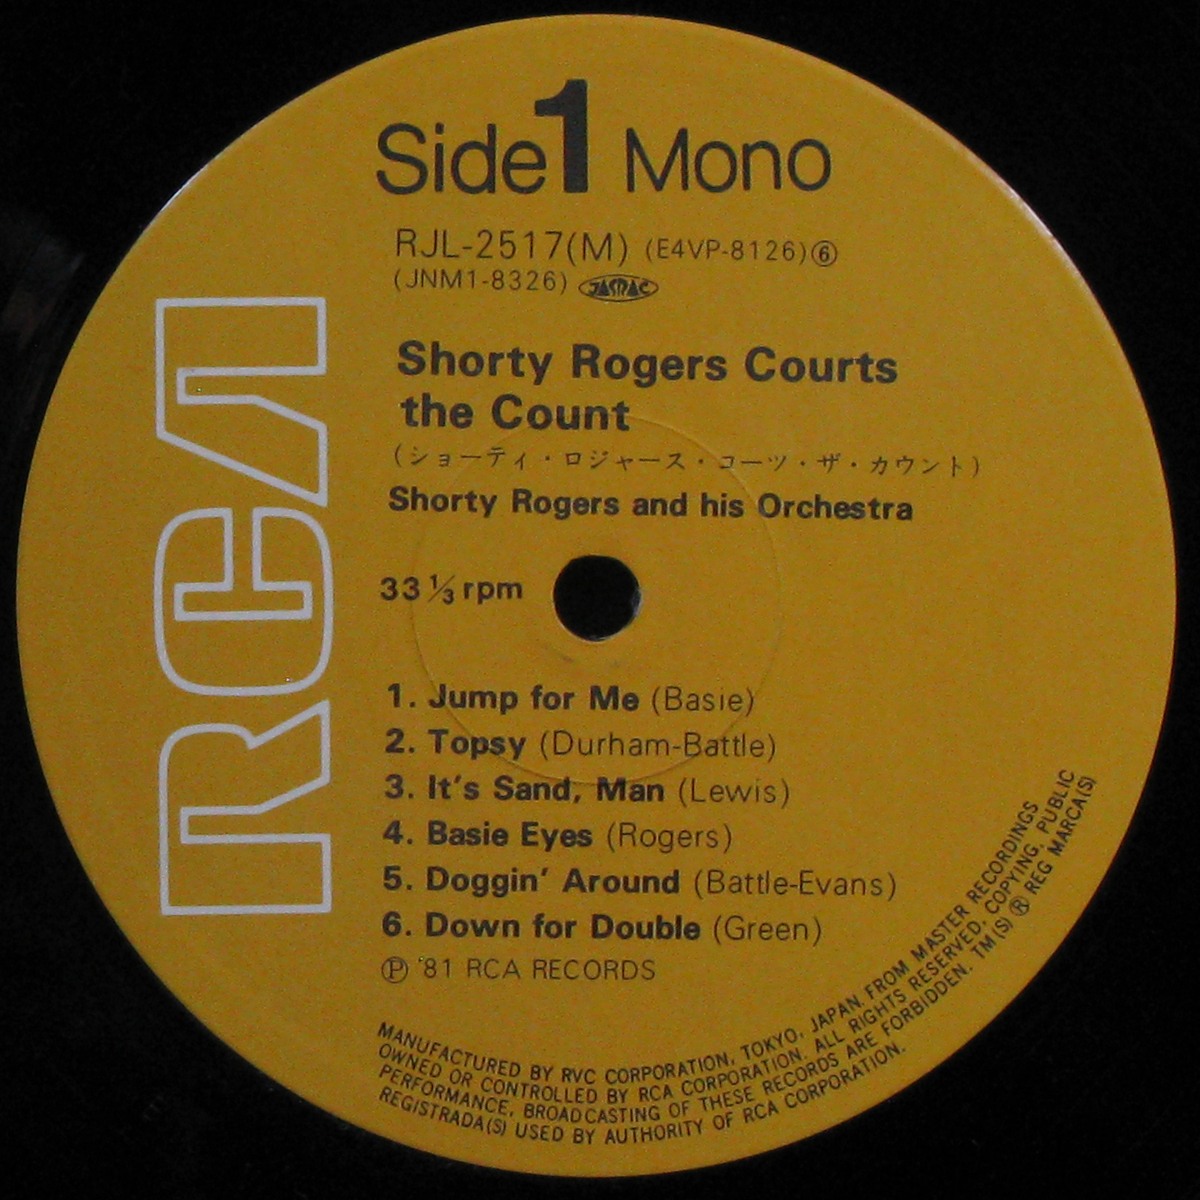 Side 1 Mono
RJL-2517(M) (E4VP-8126)⑥
(JNM1-8326) JASRAC
Shorty Rogers Courts
the Count
(ショーティ・ロジャース・コーツ・ザ・カウント)
Shorty Rogers and his Orchestra
33 1/3 rpm
RCA
1. Jump for Me (Basie)
2. Topsy (Durham-Battle)
3. It's Sand, Man (Lewis)
4. Basie Eyes (Rogers)
5. Doggin' Around (Battle-Evans)
6. Down for Double (Green)
Ⓟ '81 RCA RECORDS
MANUFACTURED BY RVC CORPORATION, TOKYO, JAPAN, FROM MASTER RECORDINGS
OWNED OR CONTROLLED BY RCA CORPORATION. ALL RIGHTS RESERVED, COPYING, PUBLIC
PERFORMANCE, BROADCASTING OF THESE RECORDS ARE FORBIDDEN. TM(S) ® REG MARCA(S)
REGISTRADA(S) USED BY AUTHORITY OF RCA CORPORATION.